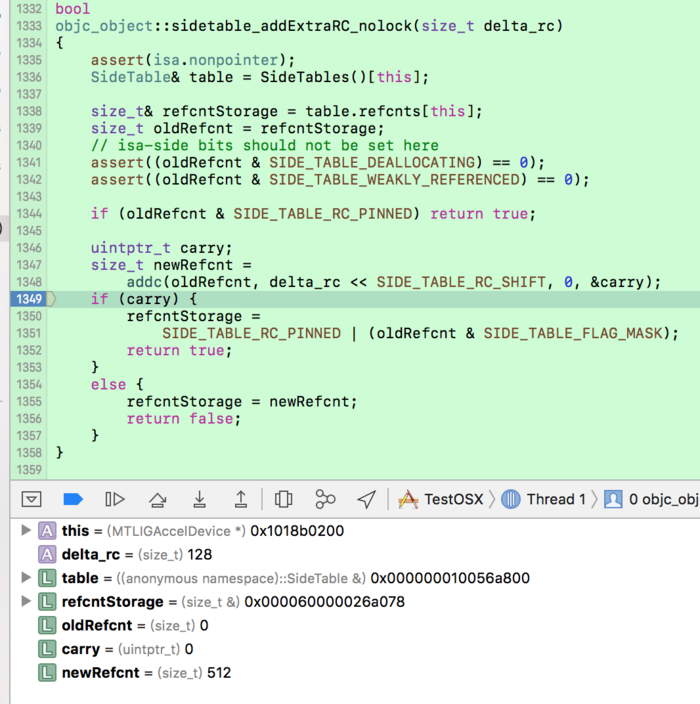 1332 bool
1333 objc_object::sidetable_addExtraRC_nolock(size_t delta_rc)
1334 {
1335     assert(isa.nonpointer);
1336     SideTable& table = SideTables()[this];
1337
1338     size_t& refcntStorage = table.refcnts[this];
1339     size_t oldRefcnt = refcntStorage;
1340     // isa-side bits should not be set here
1341     assert((oldRefcnt & SIDE_TABLE_DEALLOCATING) == 0);
1342     assert((oldRefcnt & SIDE_TABLE_WEAKLY_REFERENCED) == 0);
1343
1344     if (oldRefcnt & SIDE_TABLE_RC_PINNED) return true;
1345
1346     uintptr_t carry;
1347     size_t newRefcnt =
1348         addc(oldRefcnt, delta_rc << SIDE_TABLE_RC_SHIFT, 0, &carry);
1349     if (carry) {
1350         refcntStorage =
1351             SIDE_TABLE_RC_PINNED | (oldRefcnt & SIDE_TABLE_FLAG_MASK);
1352         return true;
1353     }
1354     else {
1355         refcntStorage = newRefcnt;
1356         return false;
1357     }
1358 }
1359
TestOSX Thread 1 0 objc_obj
A this = (MTLIGAccelDevice *) 0x1018b0200
A delta_rc = (size_t) 128
L table = ((anonymous namespace)::SideTable &) 0x000000010056a800
L refcntStorage = (size_t &) 0x000060000026a078
L oldRefcnt = (size_t) 0
L carry = (uintptr_t) 0
L newRefcnt = (size_t) 512